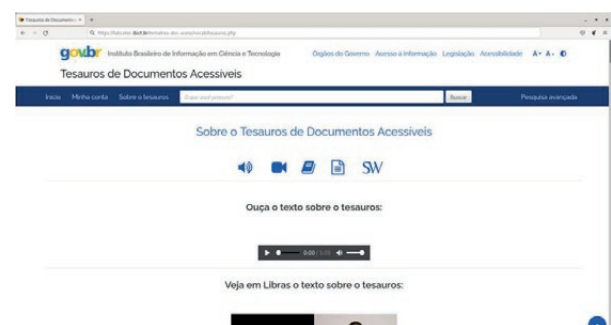 Tesauros de Documentos
gov.br Instituto Brasileiro de Informação em Ciência e Tecnologia Órgãos do Governo Acesso à Informação Legislação Acessibilidade A+ A-
Tesauros de Documentos Acessíveis
Início Minha conta Sobre o tesauros Buscar Pesquisa avançada
Sobre o Tesauros de Documentos Acessíveis
SW
Ouça o texto sobre o tesauros:
0:00
Veja em Libras o texto sobre o tesauros: